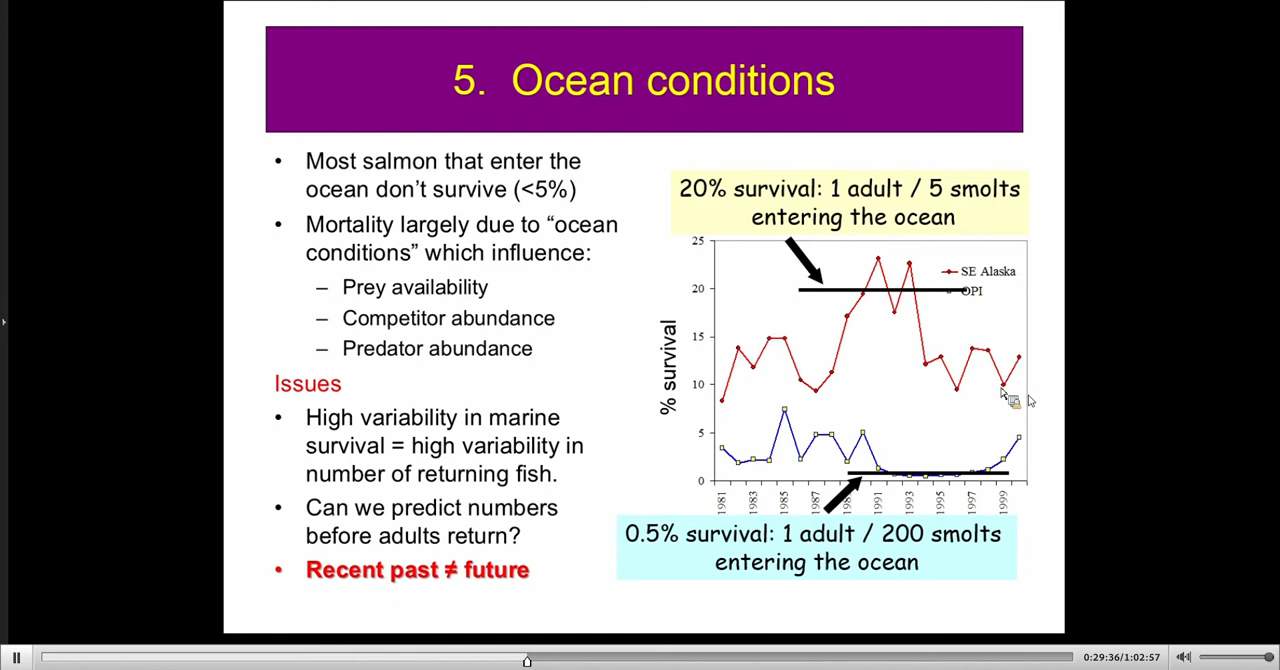 5. Ocean conditions
• Most salmon that enter the
ocean don't survive (<5%)
• Mortality largely due to “ocean
conditions” which influence:
– Prey availability
– Competitor abundance
– Predator abundance
Issues
• High variability in marine
survival = high variability in
number of returning fish.
• Can we predict numbers
before adults return?
• Recent past ≠ future
20% survival: 1 adult / 5 smolts
entering the ocean
25
20
15
10
5
0
% survival
SE Alaska
OPI
1981
1983
1985
1987
1991
1993
1995
1997
1999
0.5% survival: 1 adult / 200 smolts
entering the ocean
0:29:36/1:02:57